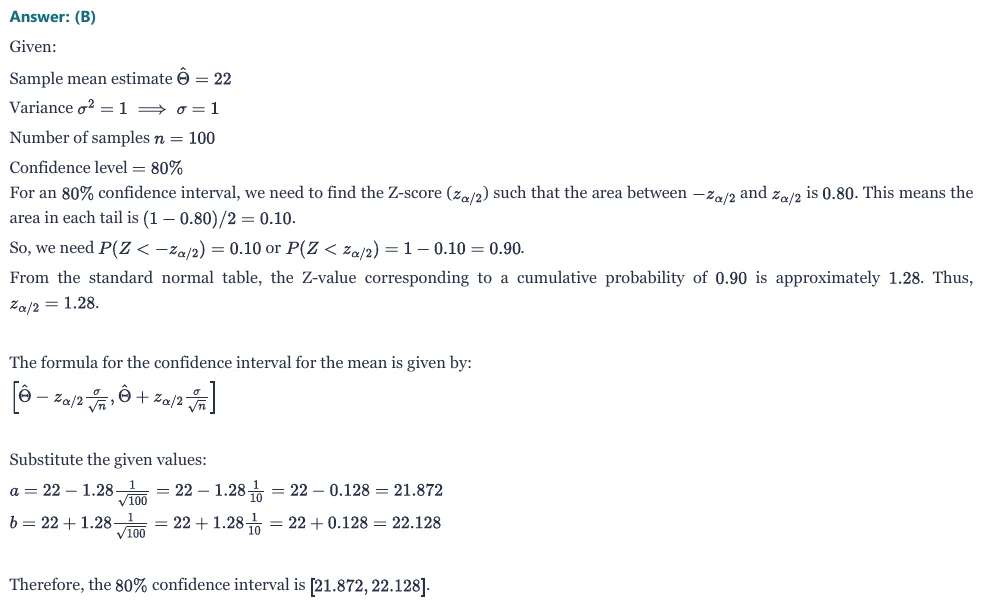 Answer: (B)
Given:
Sample mean estimate Θ̂ = 22
Variance σ² = 1 ⟹ σ = 1
Number of samples n = 100
Confidence level = 80%
For an 80% confidence interval, we need to find the Z-score (z_{α/2}) such that the area between −z_{α/2} and z_{α/2} is 0.80. This means the
area in each tail is (1 − 0.80)/2 = 0.10.
So, we need P(Z < −z_{α/2}) = 0.10 or P(Z < z_{α/2}) = 1 − 0.10 = 0.90.
From the standard normal table, the Z-value corresponding to a cumulative probability of 0.90 is approximately 1.28. Thus,
z_{α/2} = 1.28.
The formula for the confidence interval for the mean is given by:
[Θ̂ − z_{α/2} σ/√n, Θ̂ + z_{α/2} σ/√n]
Substitute the given values:
a = 22 − 1.28 1/√100 = 22 − 1.28 1/10 = 22 − 0.128 = 21.872
b = 22 + 1.28 1/√100 = 22 + 1.28 1/10 = 22 + 0.128 = 22.128
Therefore, the 80% confidence interval is [21.872, 22.128].